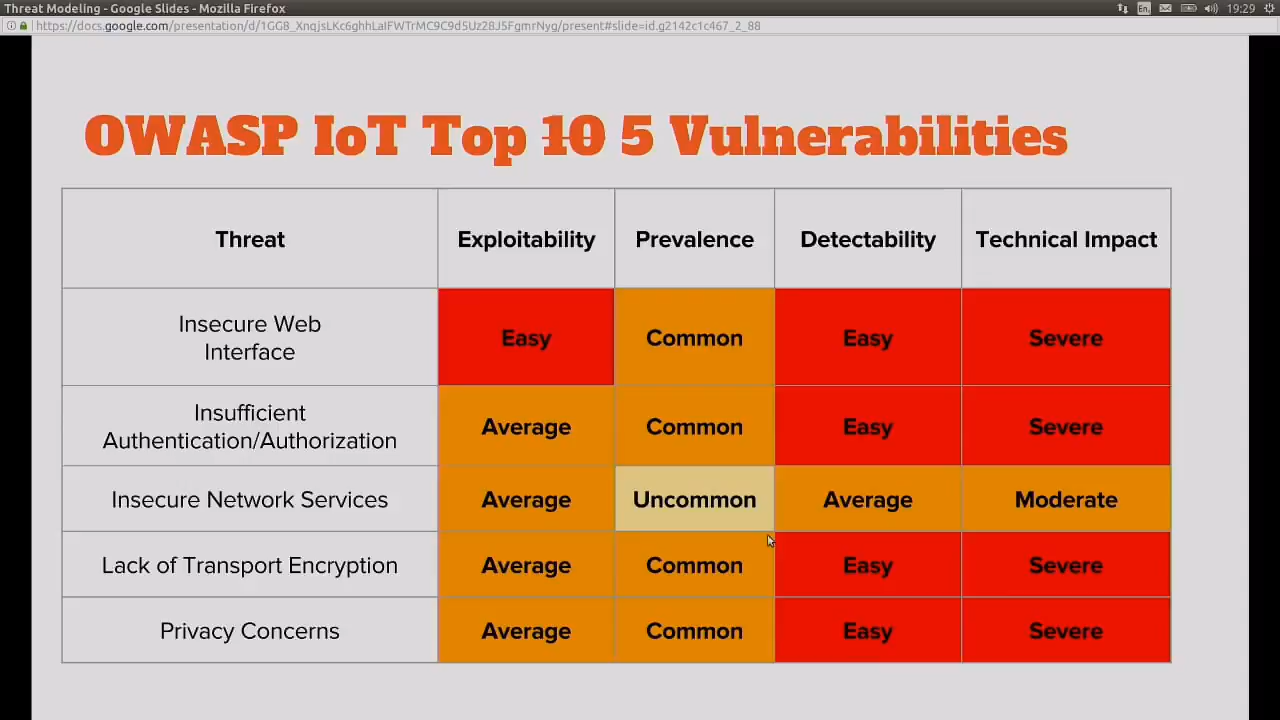 Threat Modeling - Google Slides - Mozilla Firefox
En
19:29
https://docs.google.com/presentation/d/1GG8_XnqjsLKc6ghhLaIFWTrMC9C9d5Uz28J5FgmrNyg/present#slide=id.g2142c1c467_2_88
OWASP IoT Top 10 5 Vulnerabilities
Threat Exploitability Prevalence Detectability Technical Impact
Insecure Web
Interface
Easy Common Easy Severe
Insufficient
Authentication/Authorization
Average Common Easy Severe
Insecure Network Services Average Uncommon Average Moderate
Lack of Transport Encryption Average Common Easy Severe
Privacy Concerns Average Common Easy Severe